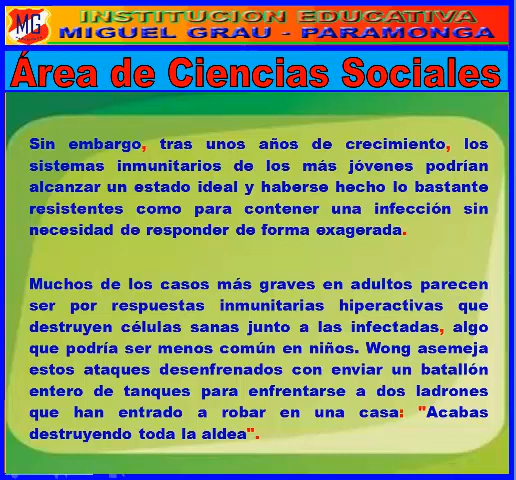 MG
INSTITUCION EDUCATIVA
MIGUEL GRAU - PARAMONGA
Área de Ciencias Sociales
Sin embargo, tras unos años de crecimiento, los
sistemas inmunitarios de los más jóvenes podrían
alcanzar un estado ideal y haberse hecho lo bastante
resistentes como para contener una infección sin
necesidad de responder de forma exagerada.
Muchos de los casos más graves en adultos parecen
ser por respuestas inmunitarias hiperactivas que
destruyen células sanas junto a las infectadas, algo
que podría ser menos común en niños. Wong asemeja
estos ataques desenfrenados con enviar un batallón
entero de tanques para enfrentarse a dos ladrones
que han entrado a robar en una casa: "Acabas
destruyendo toda la aldea".